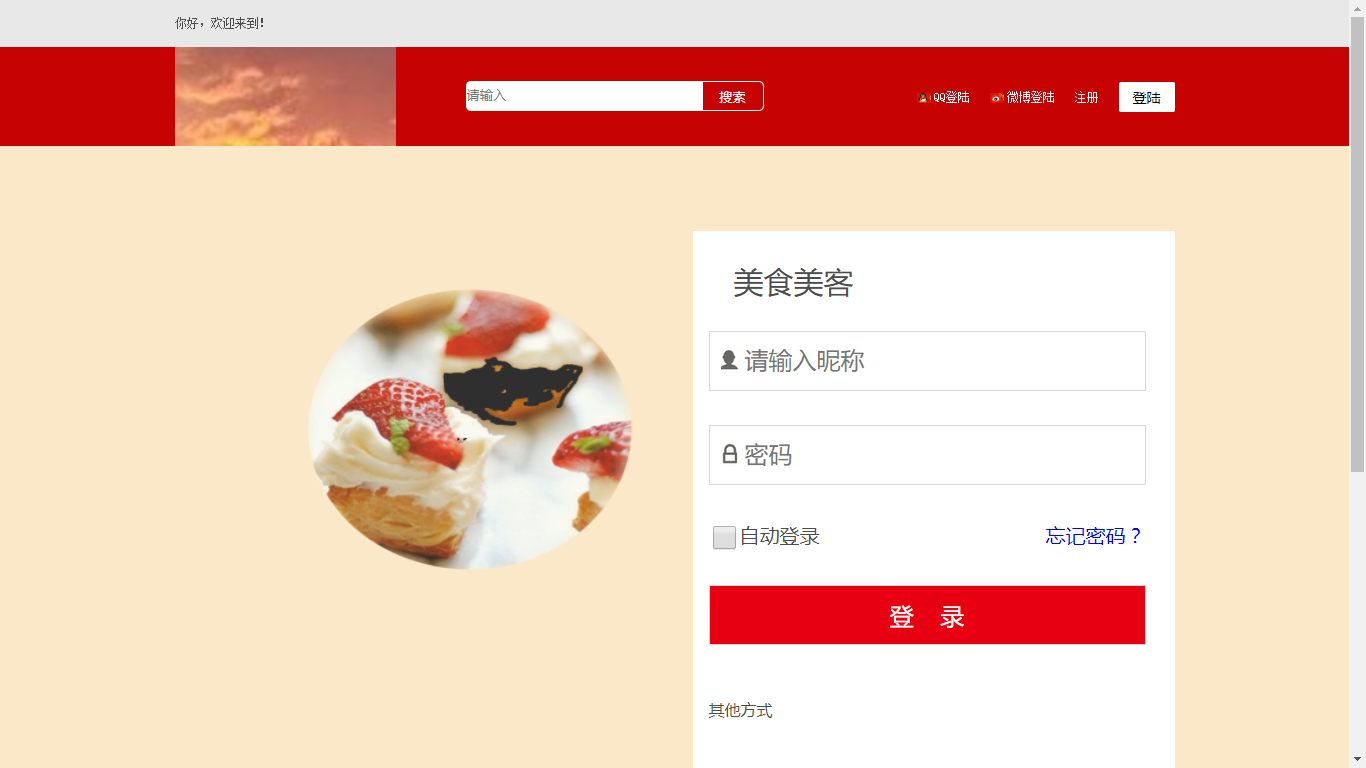 你好，欢迎来到!
请输入
搜索
QQ登陆
微博登陆
注册
登陆
美食美客
请输入昵称
密码
自动登录
忘记密码？
登 录
其他方式